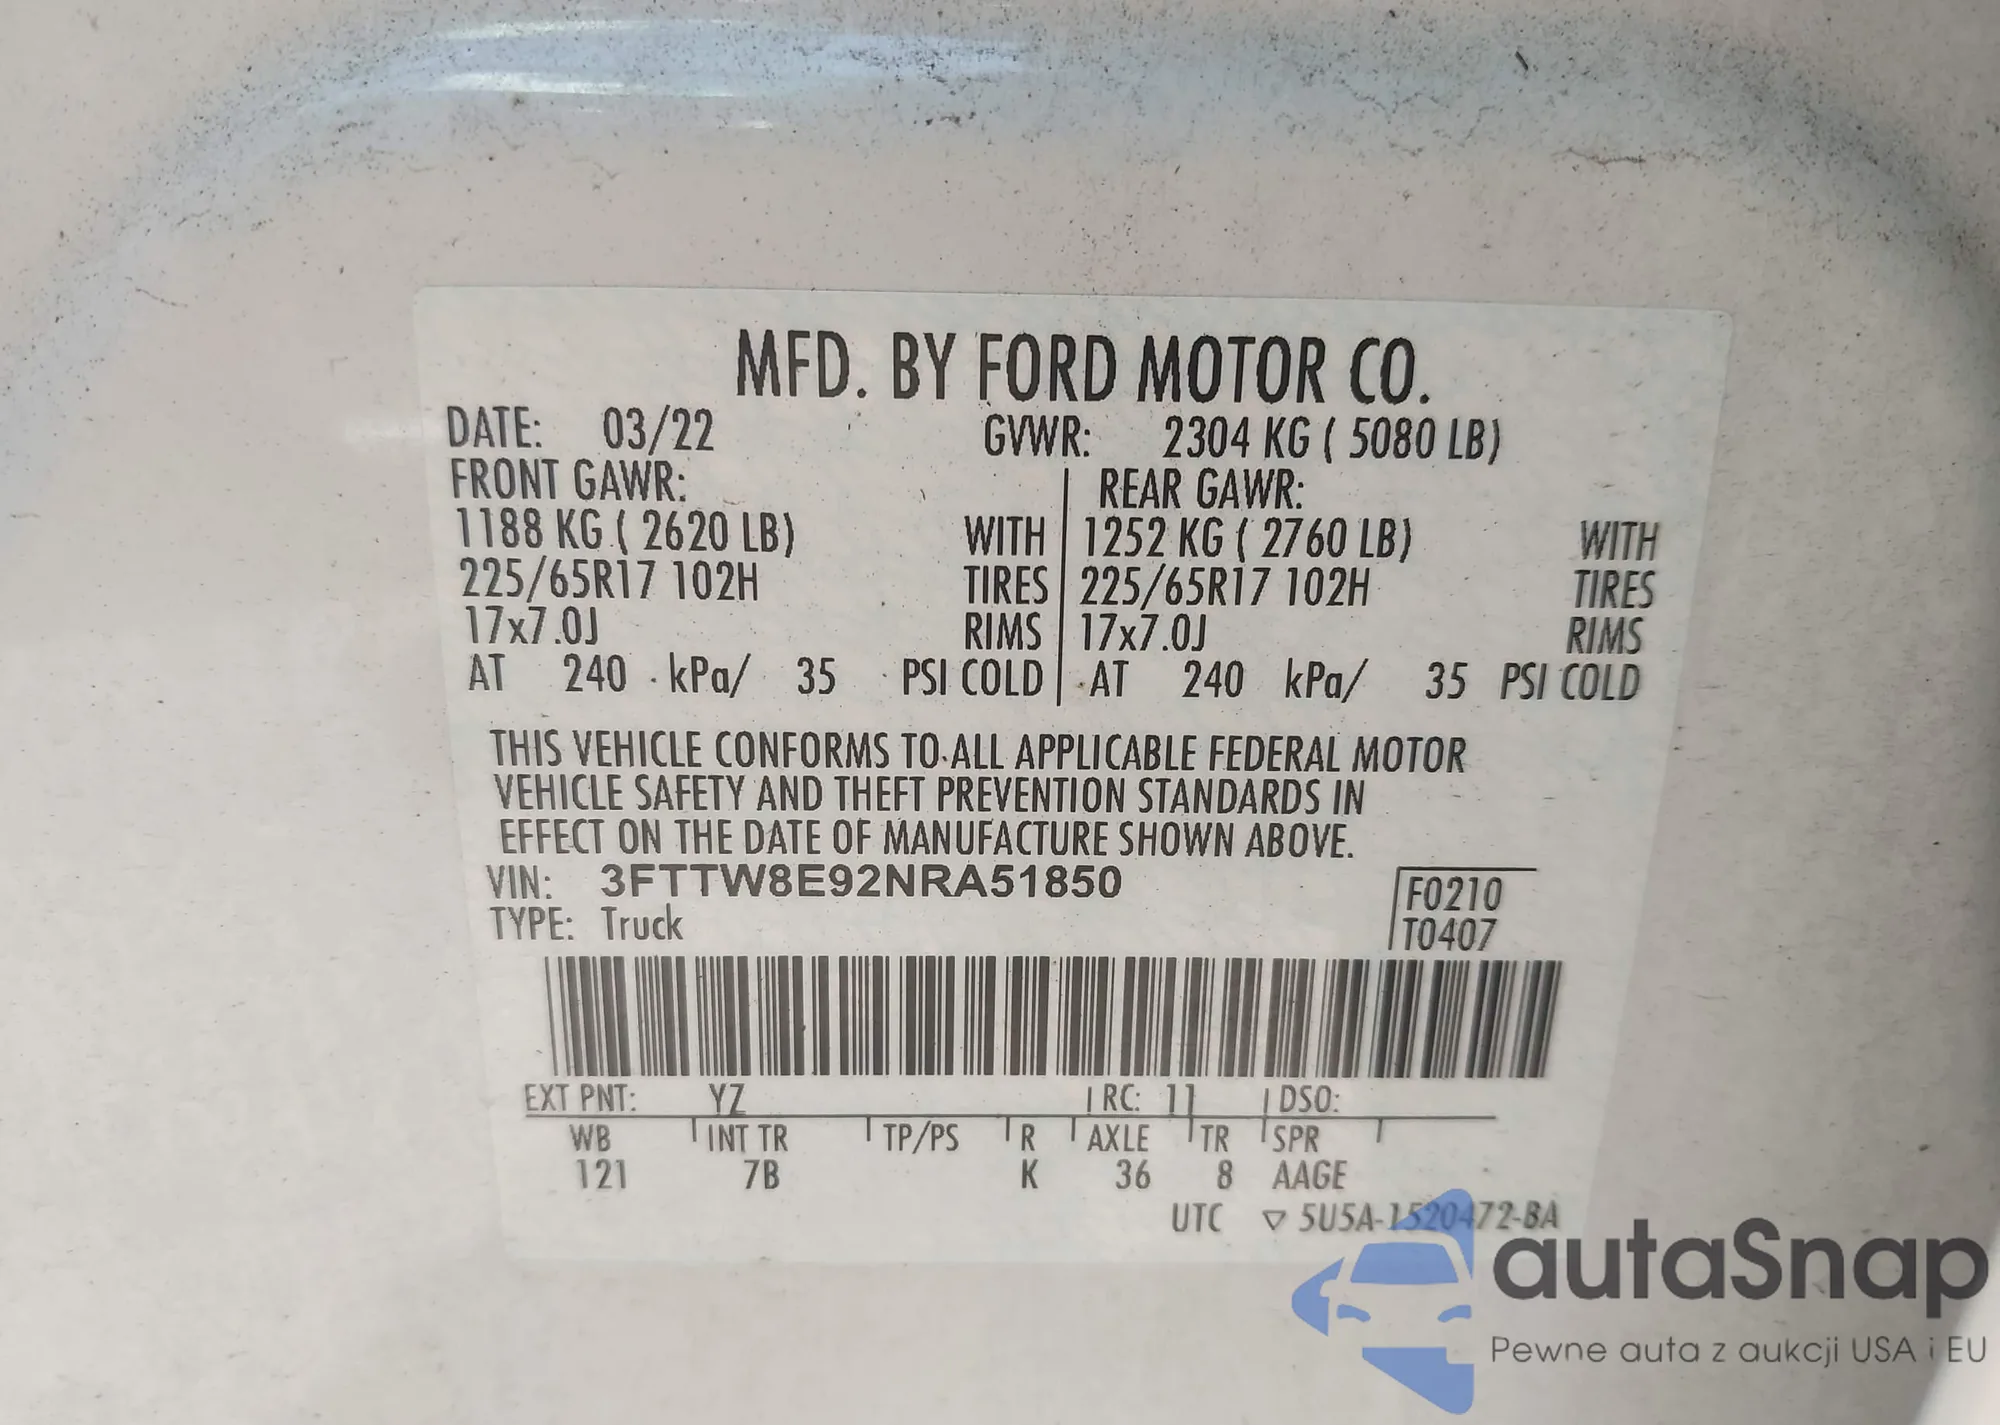 MFD. BY FORD MOTOR CO.
DATE: 03/22 GVWR: 2304 KG ( 5080 LB)
FRONT GAWR: REAR GAWR:
1188 KG ( 2620 LB) WITH 1252 KG ( 2760 LB) WITH
225/65R17 102H TIRES 225/65R17 102H TIRES
17x7.0J RIMS 17x7.0J RIMS
AT 240 kPa/ 35 PSI COLD AT 240 kPa/ 35 PSI COLD
THIS VEHICLE CONFORMS TO ALL APPLICABLE FEDERAL MOTOR
VEHICLE SAFETY AND THEFT PREVENTION STANDARDS IN
EFFECT ON THE DATE OF MANUFACTURE SHOWN ABOVE.
VIN: 3FTTW8E92NRA51850
F0210
TYPE: Truck
T0407
EXT PNT: YZ RC: 11 DSO:
WB INT TR TP/PS R AXLE TR SPR
121 7B K 36 8 AAGE
UTC ▽ 5U5A-1520472-BA
autaSnap
Pewne auta z aukcji USA i EU